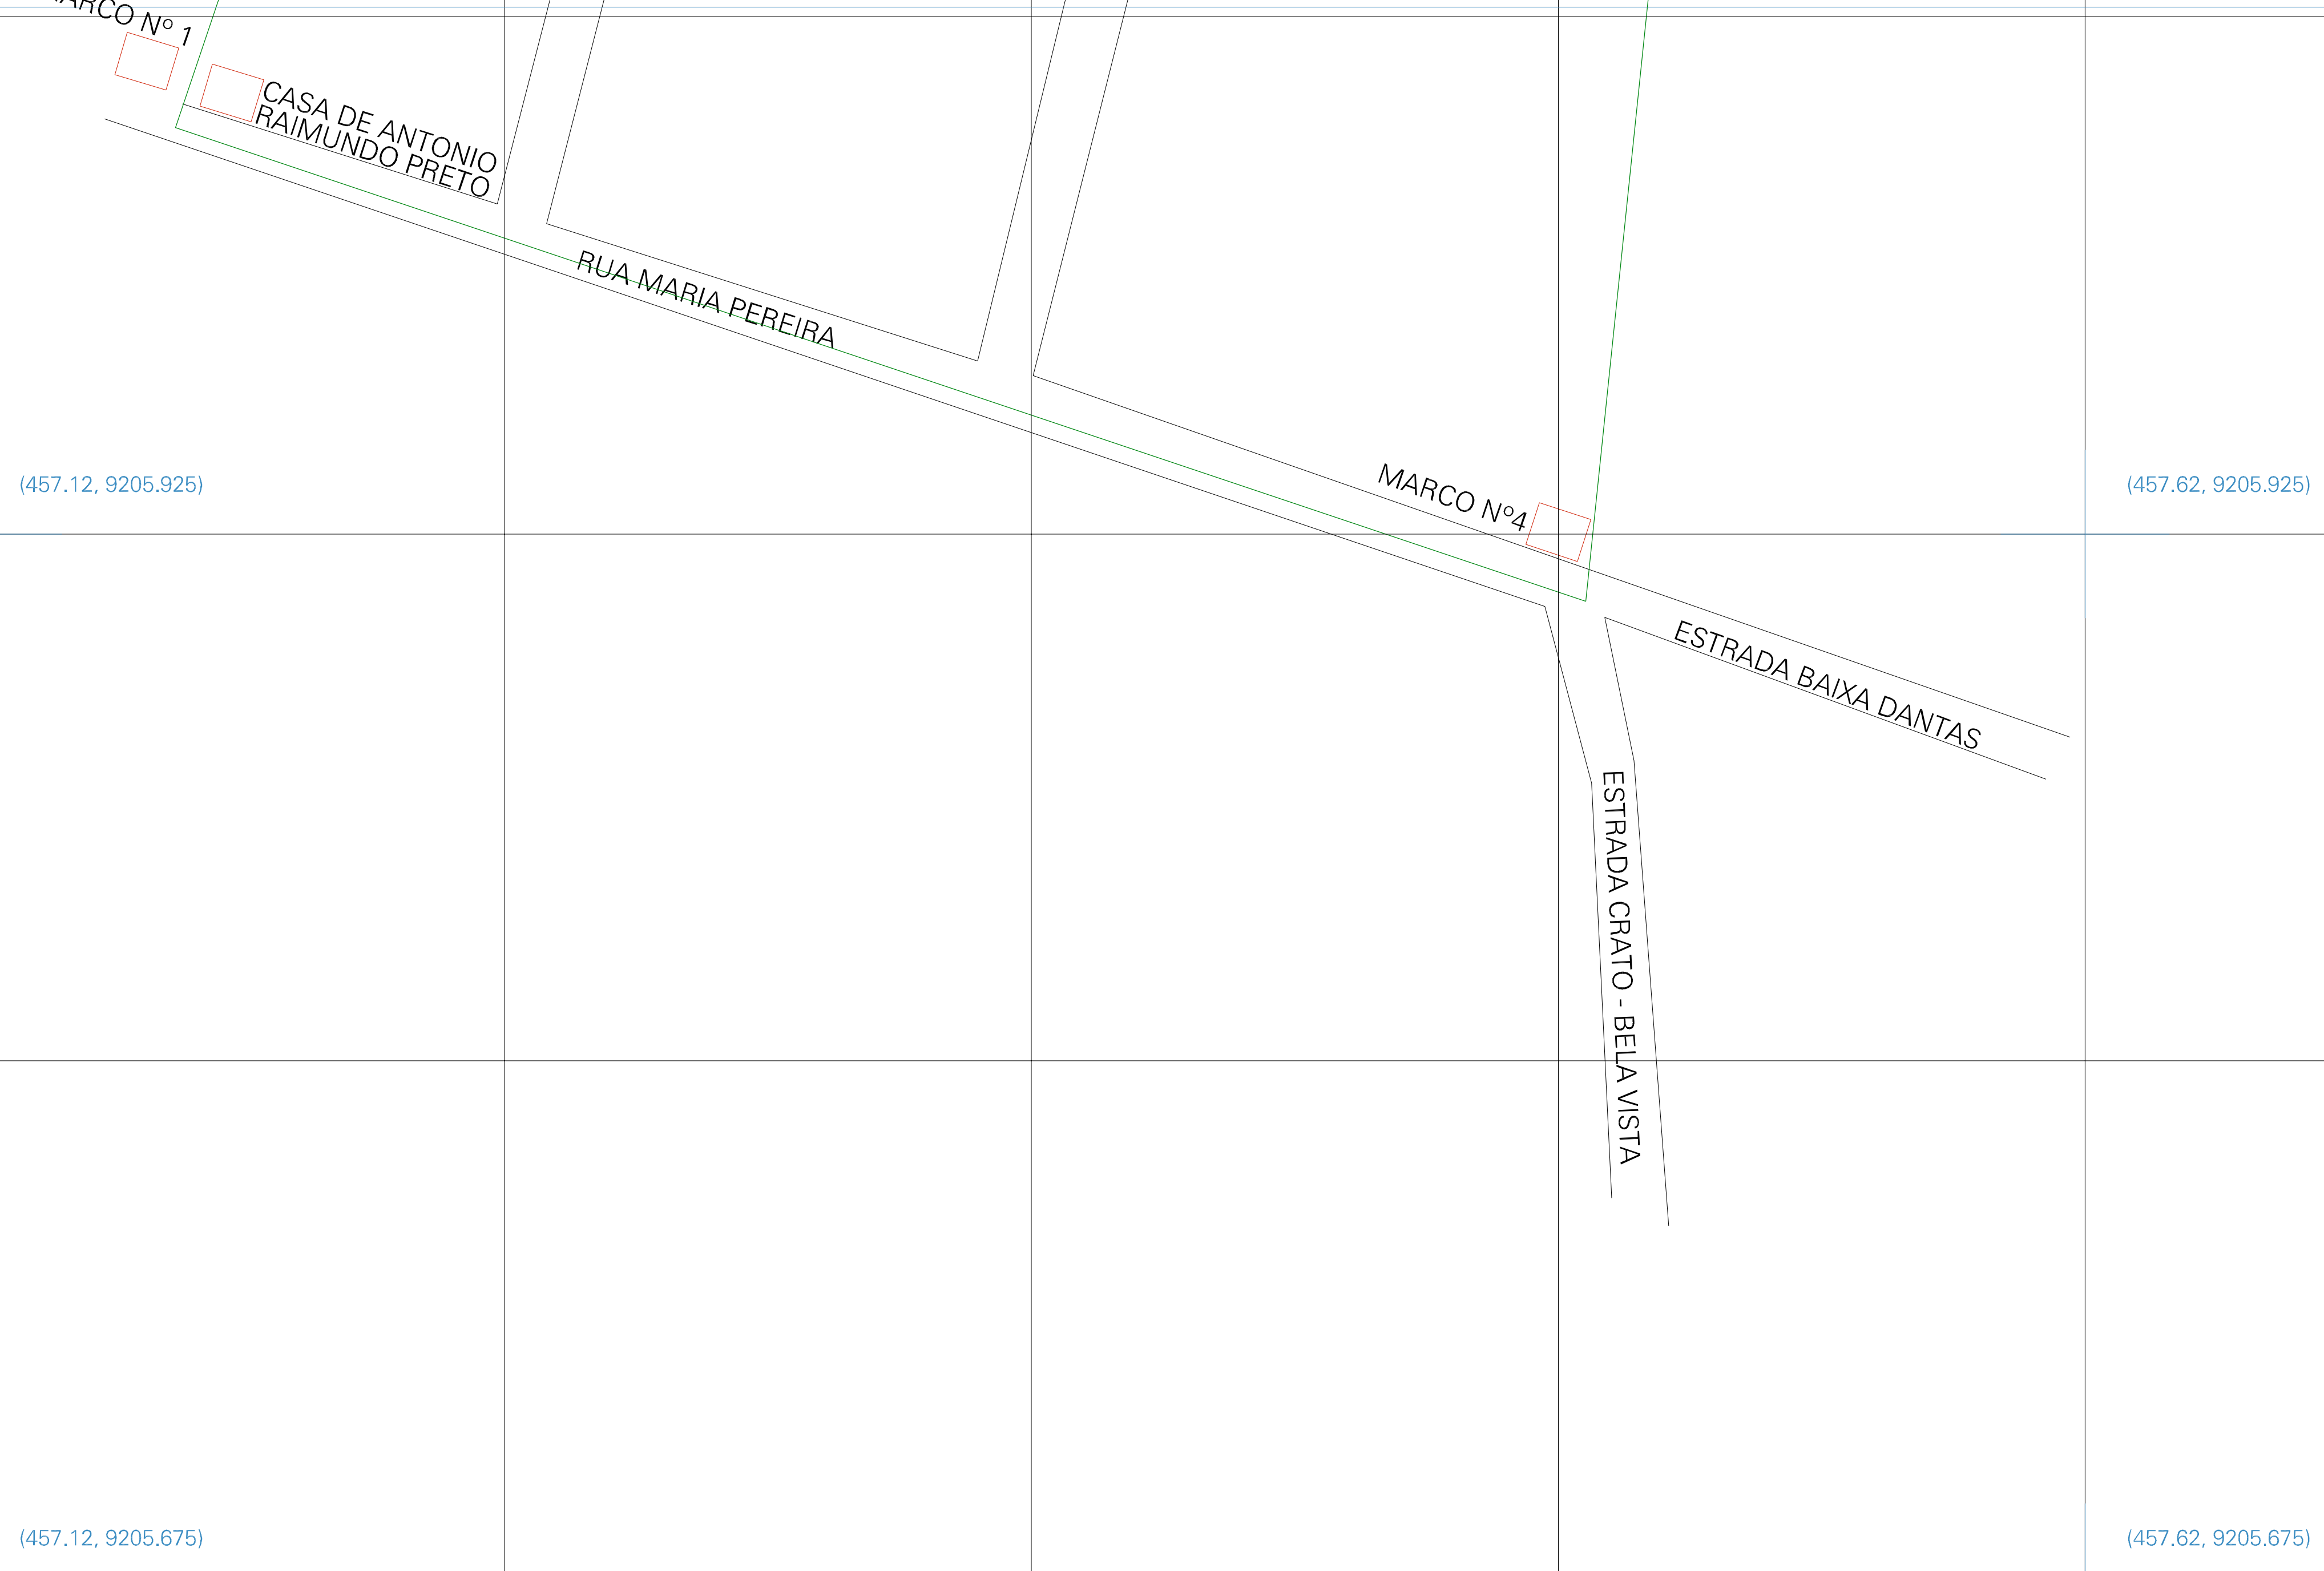 MARCO Nº 1
CASA DE ANTONIO
RAIMUNDO PRETO
RUA MARIA PEREIRA
MARCO Nº4
(457.12, 9205.925)
(457.62, 9205.925)
ESTRADA BAIXA DANTAS
ESTRADA CRATO - BELA VISTA
(457.12, 9205.675)
(457.62, 9205.675)